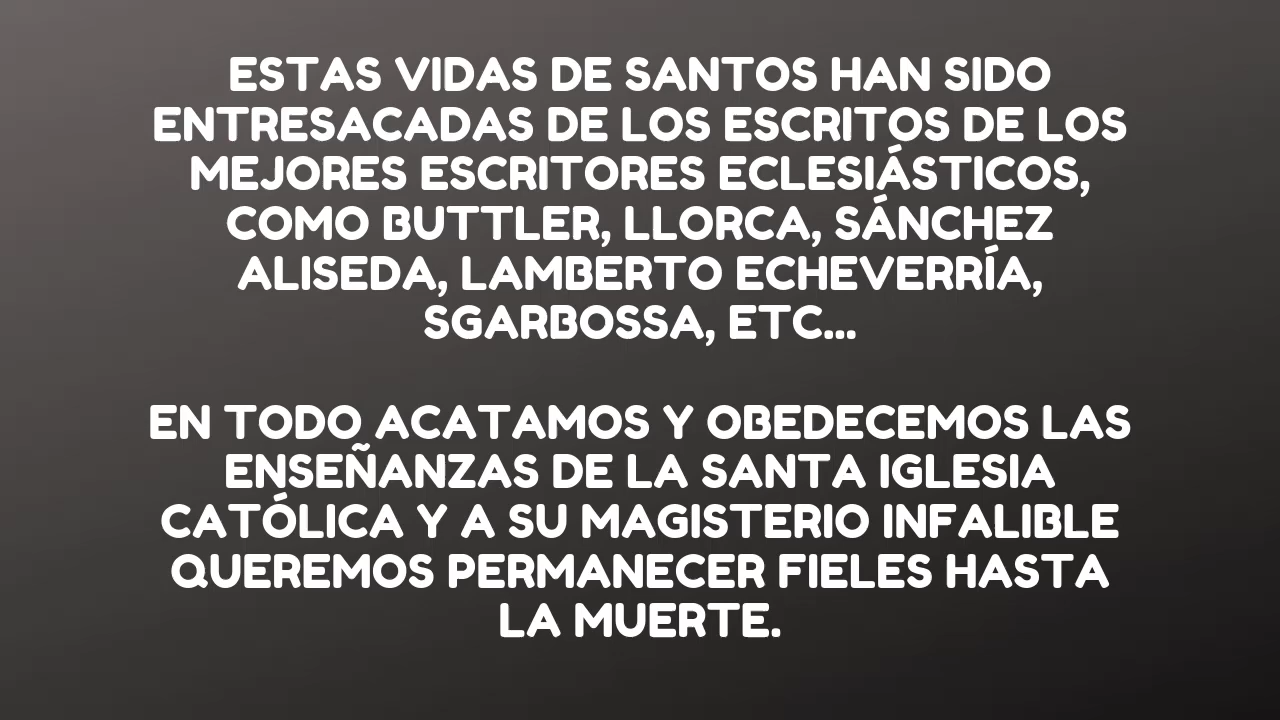 ESTAS VIDAS DE SANTOS HAN SIDO
ENTRESACADAS DE LOS ESCRITOS DE LOS
MEJORES ESCRITORES ECLESIÁSTICOS,
COMO BUTTLER, LLORCA, SÁNCHEZ
ALISEDA, LAMBERTO ECHEVERRÍA,
SGARBOSSA, ETC...
EN TODO ACATAMOS Y OBEDECEMOS LAS
ENSEÑANZAS DE LA SANTA IGLESIA
CATÓLICA Y A SU MAGISTERIO INFALIBLE
QUEREMOS PERMANECER FIELES HASTA
LA MUERTE.